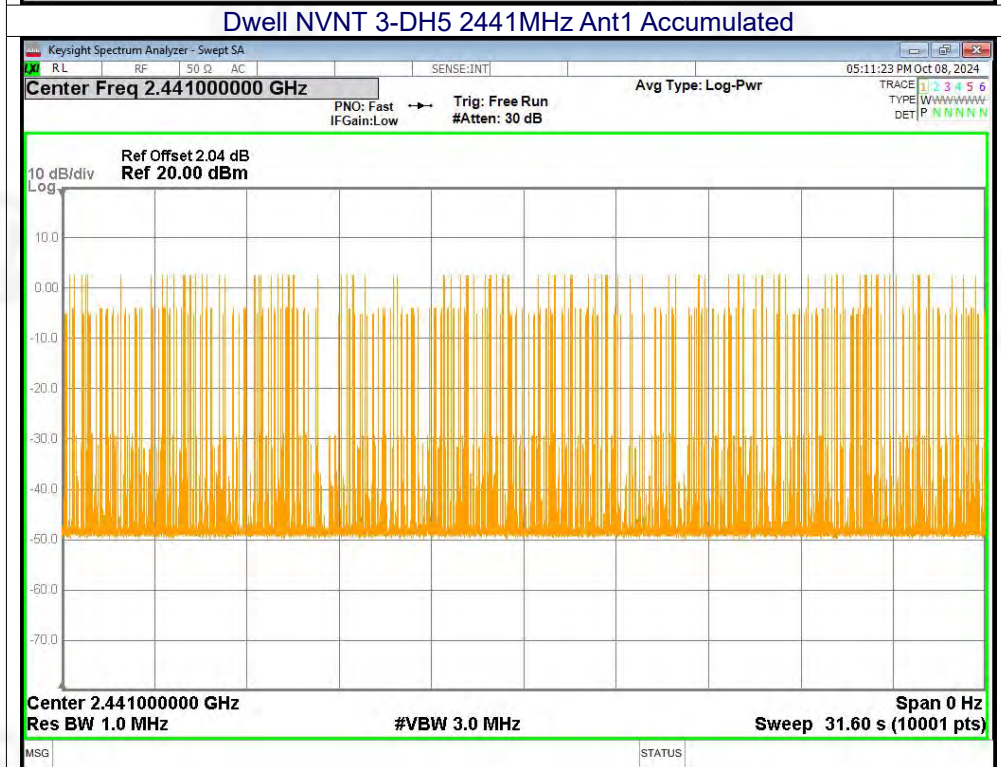 Dwell NVNT 3-DH5 2441MHz Ant1 Accumulated
Keysight Spectrum Analyzer - Swept SA
LXI RL RF 50 Ω AC SENSE:INT 05:11:23 PM Oct 08, 2024
Center Freq 2.441000000 GHz
PNO: Fast
IFGain:Low
Trig: Free Run
#Atten: 30 dB
Avg Type: Log-Pwr
TRACE 1 2 3 4 5 6
TYPE WWWWWWW
DET P N N N N N
Ref Offset 2.04 dB
10 dB/div Ref 20.00 dBm
Log
10.0
0.00
-10.0
-20.0
-30.0
-40.0
-50.0
-60.0
-70.0
Center 2.441000000 GHz Span 0 Hz
Res BW 1.0 MHz #VBW 3.0 MHz Sweep 31.60 s (10001 pts)
MSG STATUS